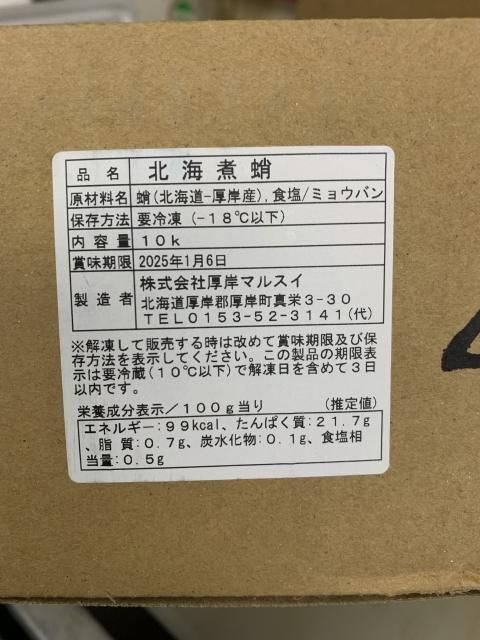 品名 北海煮蛸
原材料名 蛸(北海道-厚岸産), 食塩/ミョウバン
保存方法 要冷凍 (-18℃以下)
内容量 10k
賞味期限 2025年1月6日
製造者 株式会社厚岸マルスイ
北海道厚岸郡厚岸町真栄3-30
TEL0153-52-3141(代)
※解凍して販売する時は改めて賞味期限及び保
存方法を表示してください。この製品の期限表
示は要冷蔵(10℃以下)で解凍日を含めて3日
以内です。
栄養成分表示/100g当り (推定値)
エネルギー:99kcal、たんぱく質:21.7g
、脂質:0.7g、炭水化物:0.1g、食塩相
当量:0.5g